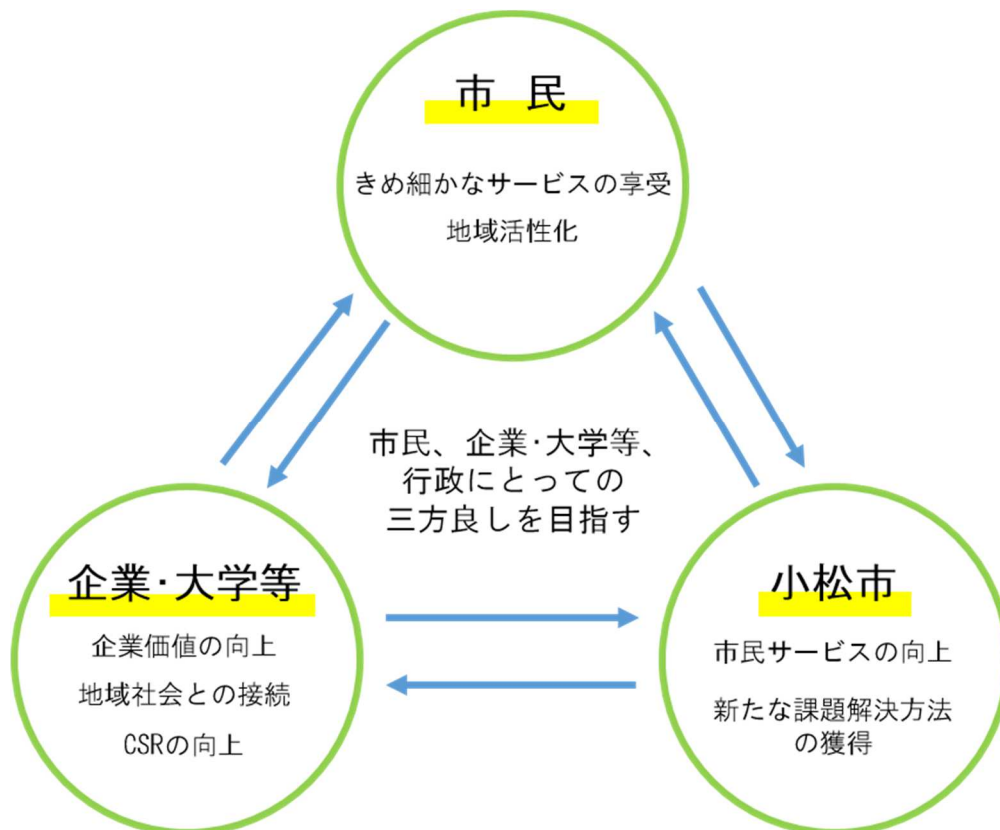 市 民
きめ細かなサービスの享受
地域活性化
市民、企業・大学等、
行政にとっての
三方良しを目指す
企業・大学等
企業価値の向上
地域社会との接続
CSRの向上
小松市
市民サービスの向上
新たな課題解決方法
の獲得